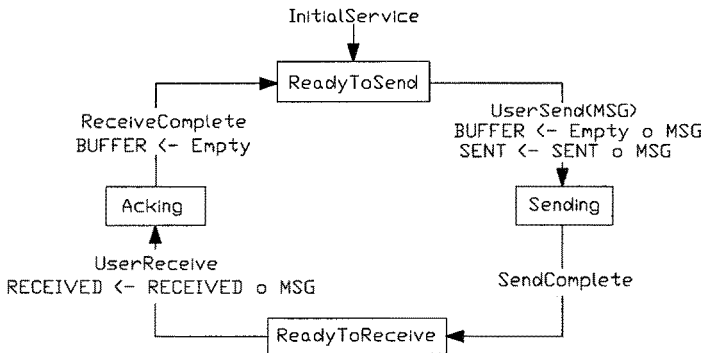 InitialService
ReadyToSend
ReceiveComplete
BUFFER <- Empty
UserSend(MSG)
BUFFER <- Empty o MSG
SENT <- SENT o MSG
Acking
Sending
UserReceive
RECEIVED <- RECEIVED o MSG
SendComplete
ReadyToReceive